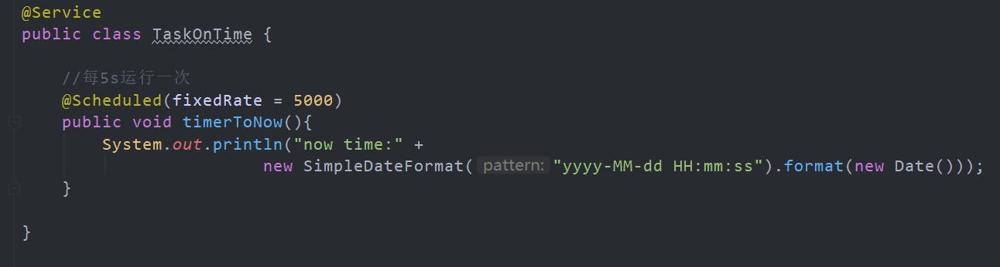 @Service
public class TaskOnTime {
//每5s运行一次
@Scheduled(fixedRate = 5000)
public void timerToNow(){
System.out.println("now time:" +
new SimpleDateFormat( pattern: "yyyy-MM-dd HH:mm:ss").format(new Date()));
}
}